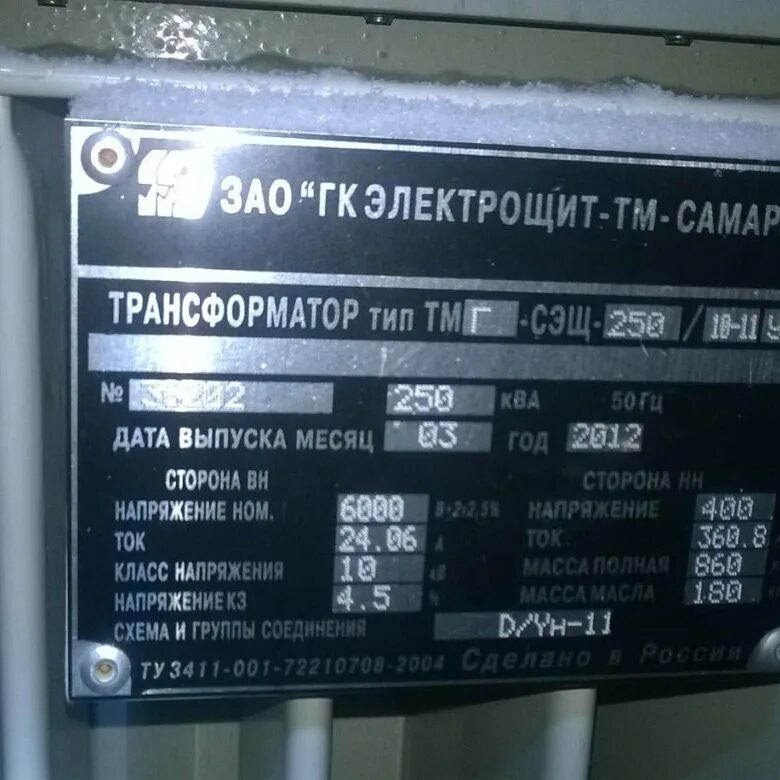 ЗАО "ГК ЭЛЕКТРОЩИТ-ТМ-САМАР
ТРАНСФОРМАТОР ТИП ТМГ-СЭЩ-250/10-11
№ 250 кВА 50 ГЦ
ДАТА ВЫПУСКА МЕСЯЦ 03 ГОД 2012
СТОРОНА ВН СТОРОНА НН
НАПРЯЖЕНИЕ НОМ. 6000 В±2х2,5% НАПРЯЖЕНИЕ 400
ТОК 24.06 А ТОК 360.8
КЛАСС НАПРЯЖЕНИЯ 10 кВ МАССА ПОЛНАЯ 860
НАПРЯЖЕНИЕ КЗ 4.5 % МАССА МАСЛА 180
СХЕМА И ГРУППЫ СОЕДИНЕНИЯ D/Ун-11
ТУ 3411-001-72210708-2004 Сделано в России